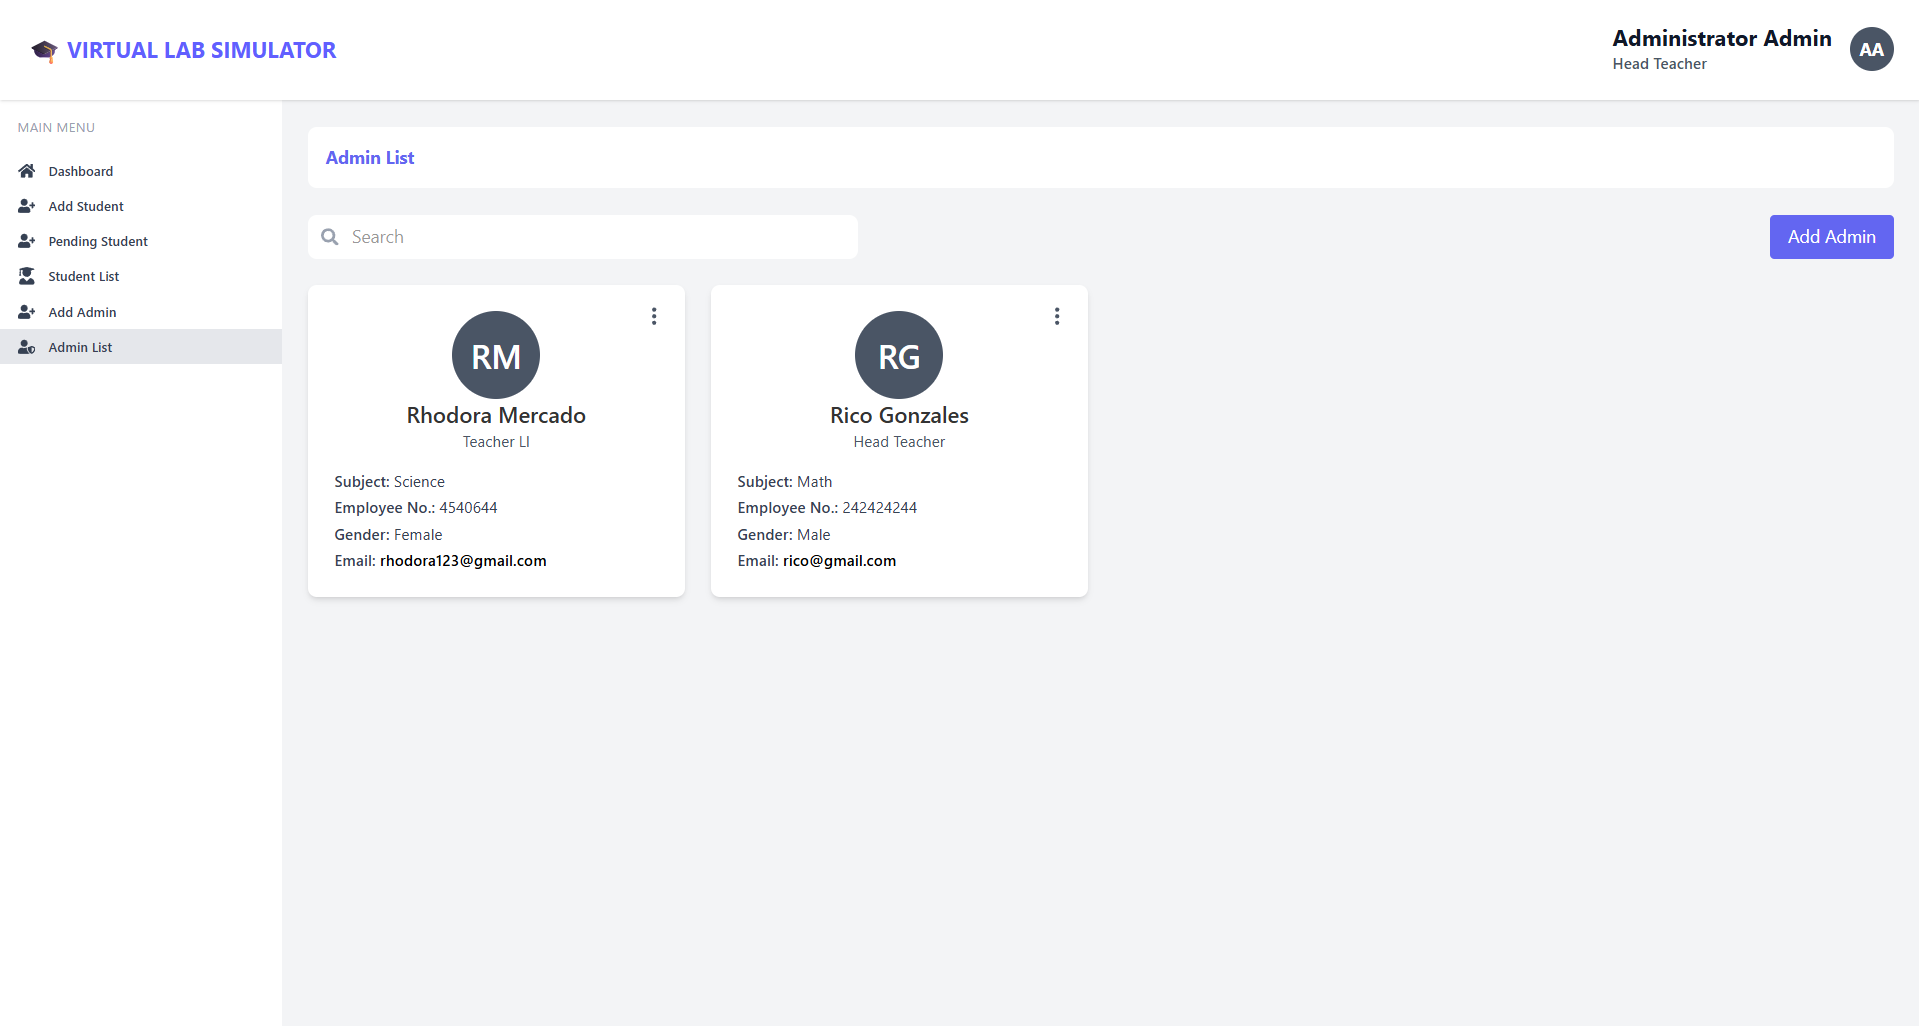 VIRTUAL LAB SIMULATOR
Administrator Admin
Head Teacher
AA
MAIN MENU
Dashboard
Add Student
Pending Student
Student List
Add Admin
Admin List
Admin List
Search
Add Admin
RM
Rhodora Mercado
Teacher LI
Subject: Science
Employee No.: 4540644
Gender: Female
Email: rhodora123@gmail.com
RG
Rico Gonzales
Head Teacher
Subject: Math
Employee No.: 242424244
Gender: Male
Email: rico@gmail.com